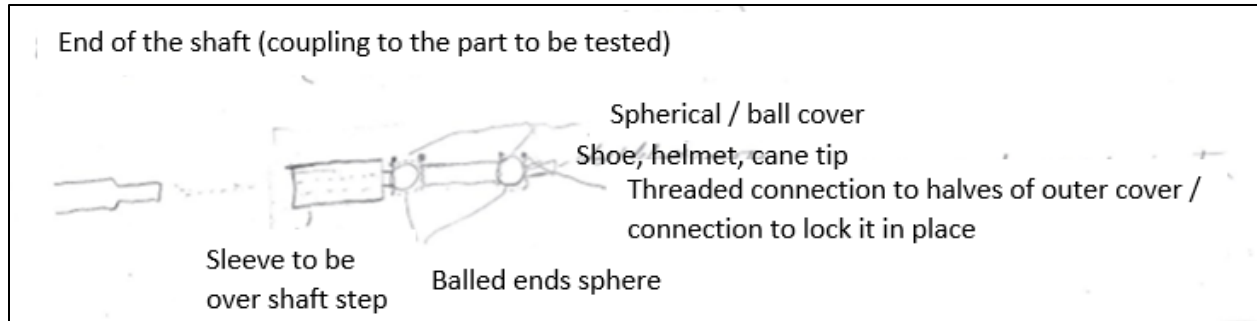 End of the shaft (coupling to the part to be tested)
Spherical / ball cover
Shoe, helmet, cane tip
Threaded connection to halves of outer cover /
connection to lock it in place
Sleeve to be
over shaft step
Balled ends sphere